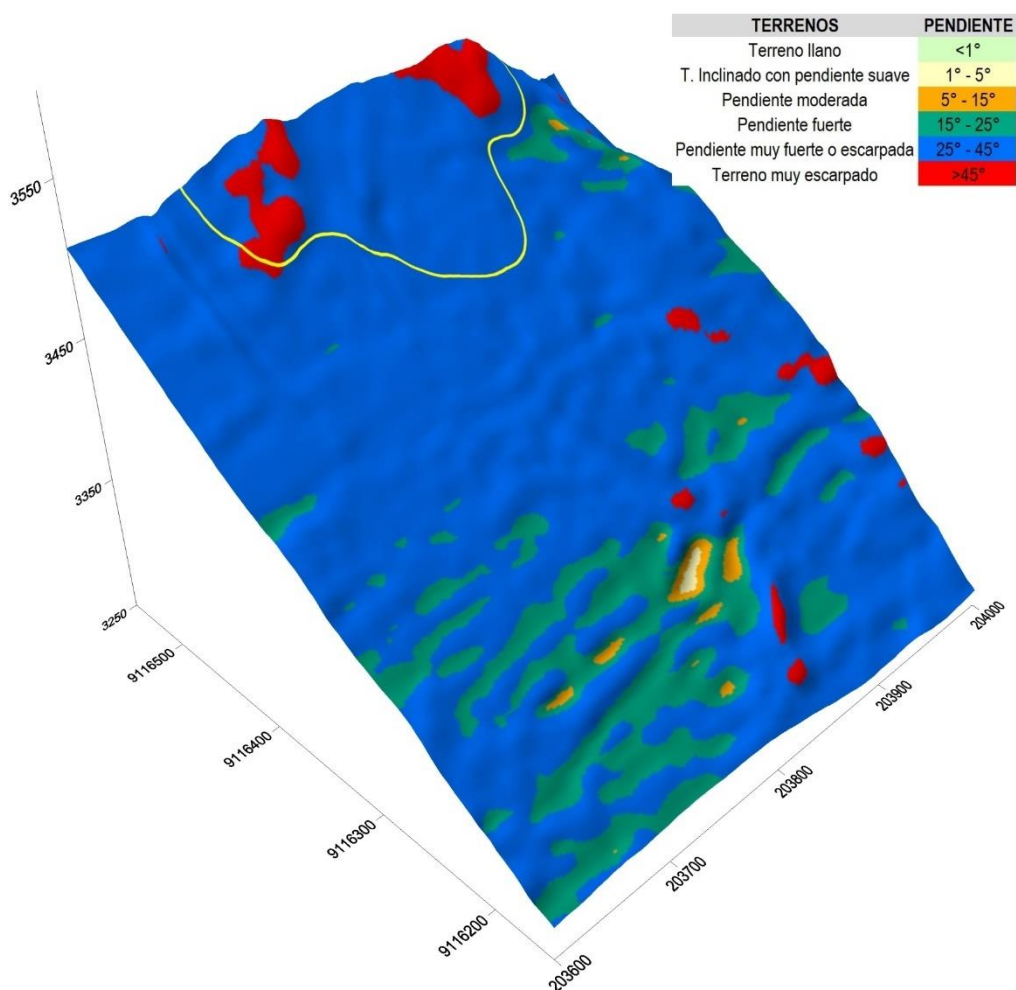 TERRENOS PENDIENTE
Terreno llano <1°
T. Inclinado con pendiente suave 1° - 5°
Pendiente moderada 5° - 15°
Pendiente fuerte 15° - 25°
Pendiente muy fuerte o escarpada 25° - 45°
Terreno muy escarpado >45°
3550
3450
3350
3250
9116500
9116400
9116300
9116200
203600
203700
203800
203900
204000